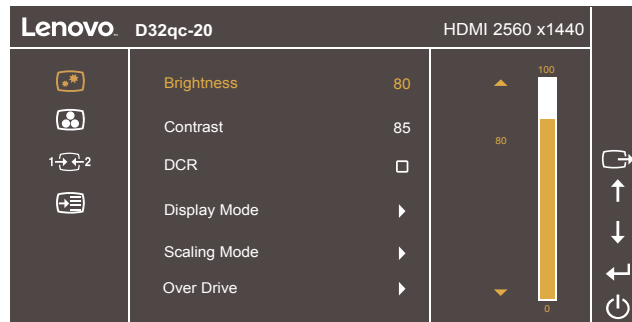 Lenovo. D32qc-20 HDMI 2560 x1440
Brightness 80
Contrast 85
DCR
Display Mode
Scaling Mode
Over Drive
1 2
100
80
0